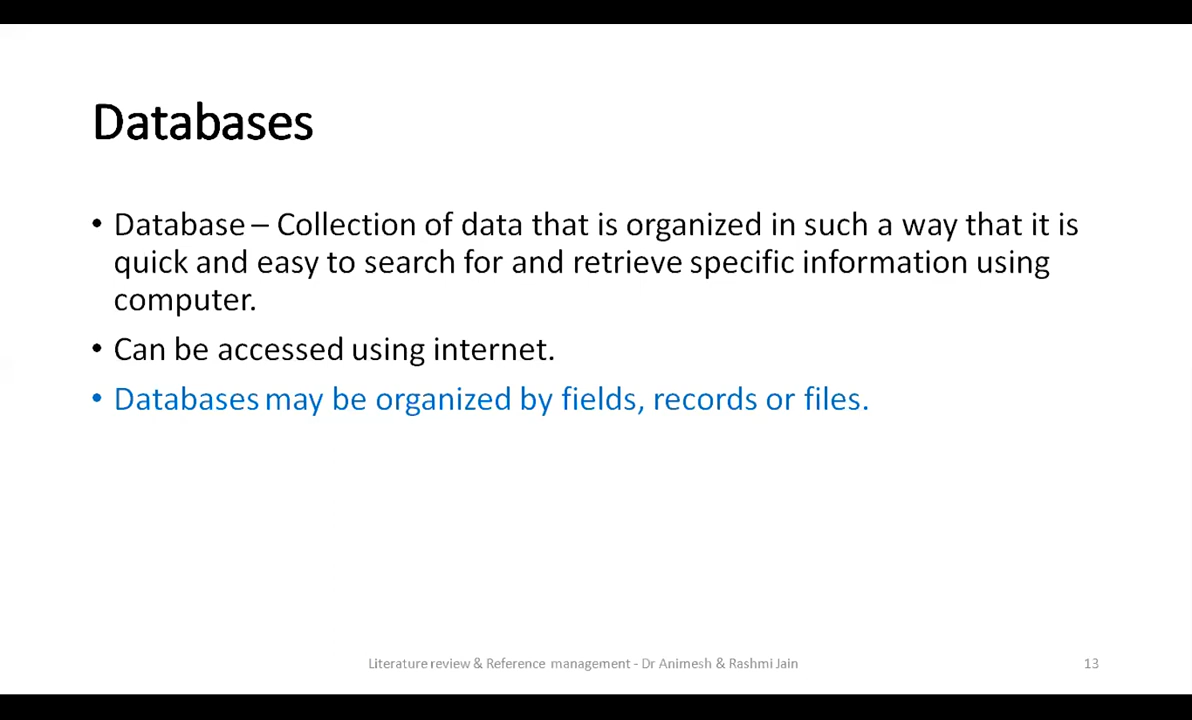 Databases
• Database – Collection of data that is organized in such a way that it is
quick and easy to search for and retrieve specific information using
computer.
• Can be accessed using internet.
• Databases may be organized by fields, records or files.
Literature review & Reference management - Dr Animesh & Rashmi Jain
13